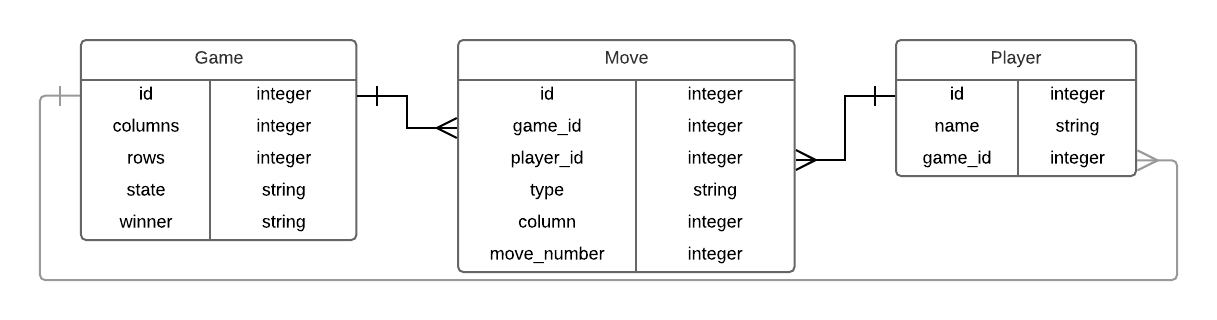 Game
id integer
columns integer
rows integer
state string
winner string
Move
id integer
game_id integer
player_id integer
type string
column integer
move_number integer
Player
id integer
name string
game_id integer